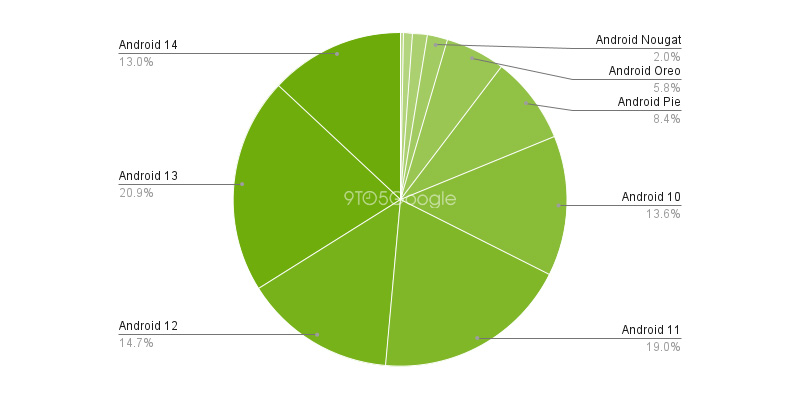 Android 14
13.0%
Android Nougat
2.0%
Android Oreo
5.8%
Android Pie
8.4%
Android 13
20.9%
9TO5Google
Android 10
13.6%
Android 12
14.7%
Android 11
19.0%